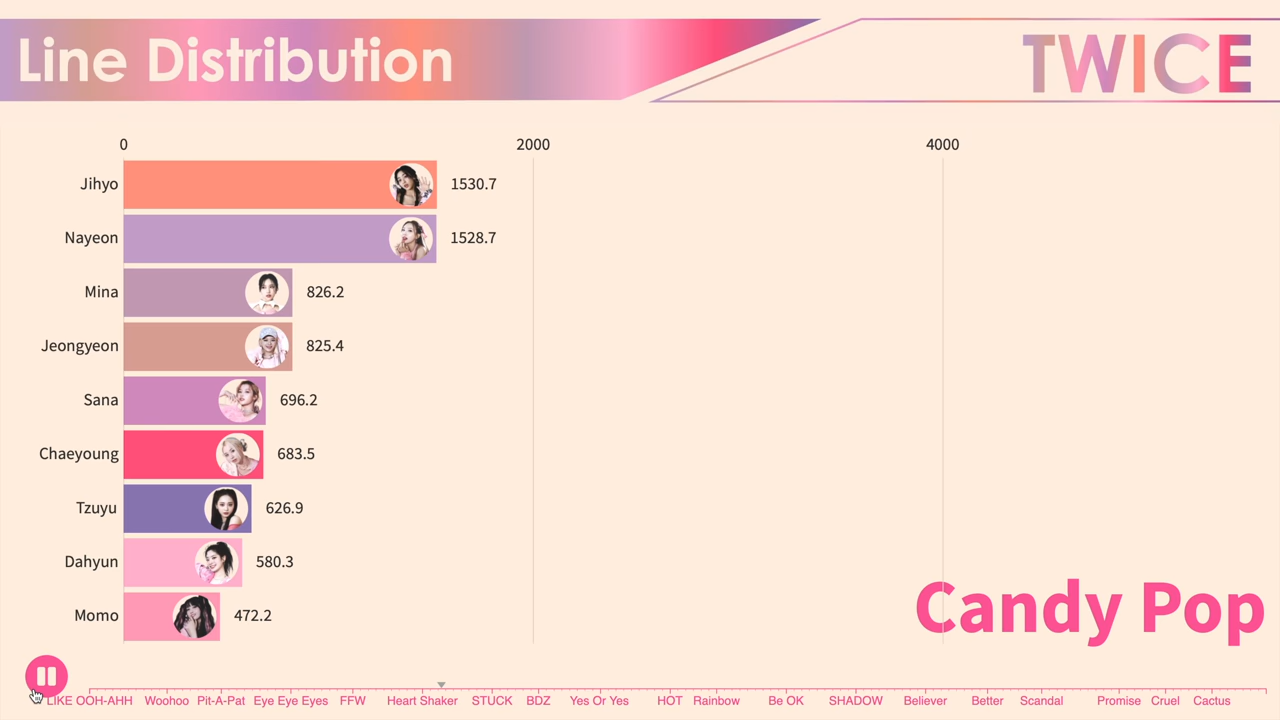 Line Distribution
TWICE
0 2000 4000
Jihyo 1530.7
Nayeon 1528.7
Mina 826.2
Jeongyeon 825.4
Sana 696.2
Chaeyoung 683.5
Tzuyu 626.9
Dahyun 580.3
Momo 472.2
Candy Pop
LIKE OOH-AHH Woohoo Pit-A-Pat Eye Eye Eyes FFW Heart Shaker STUCK BDZ Yes Or Yes HOT Rainbow Be OK SHADOW Believer Better Scandal Promise Cruel Cactus